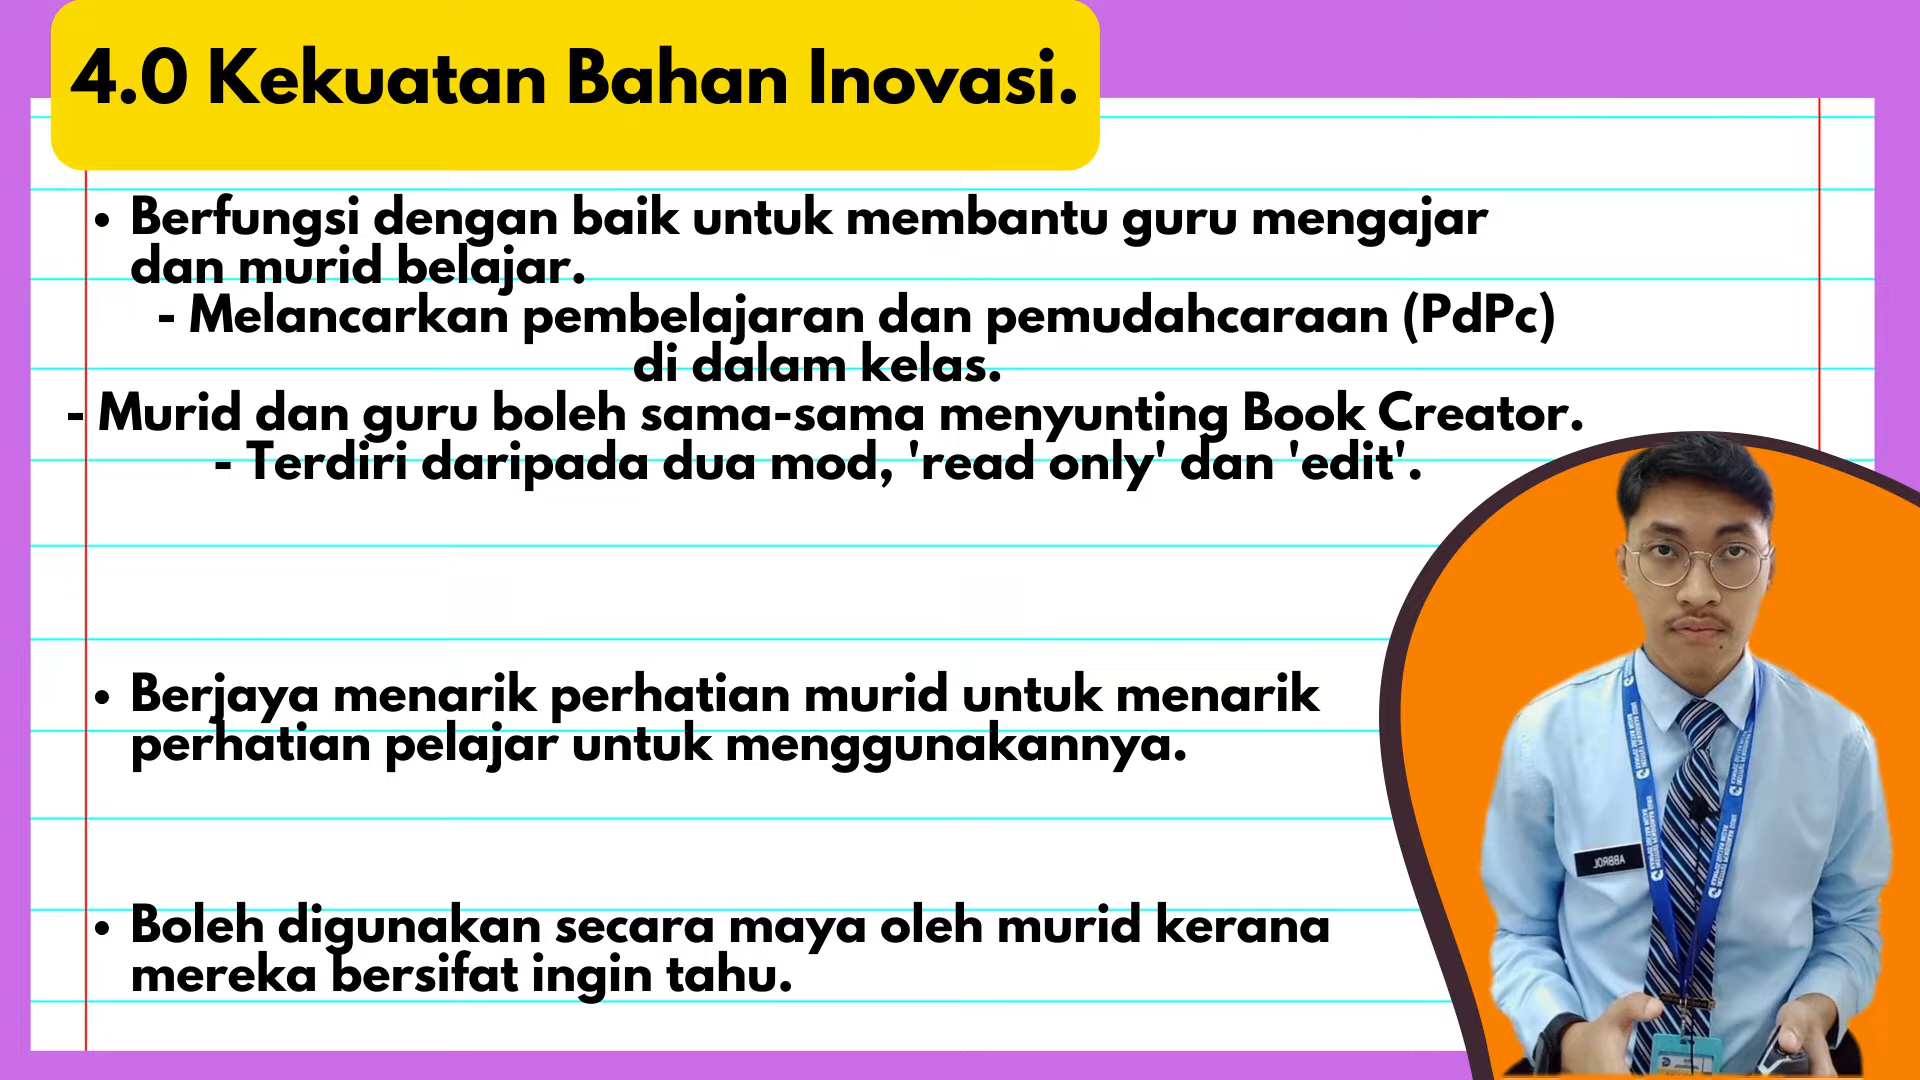 4.0 Kekuatan Bahan Inovasi.
• Berfungsi dengan baik untuk membantu guru mengajar
dan murid belajar.
- Melancarkan pembelajaran dan pemudahcaraan (PdPc)
di dalam kelas.
- Murid dan guru boleh sama-sama menyunting Book Creator.
- Terdiri daripada dua mod, 'read only' dan 'edit'.
• Berjaya menarik perhatian murid untuk menarik
perhatian pelajar untuk menggunakannya.
• Boleh digunakan secara maya oleh murid kerana
mereka bersifat ingin tahu.
ABBROL